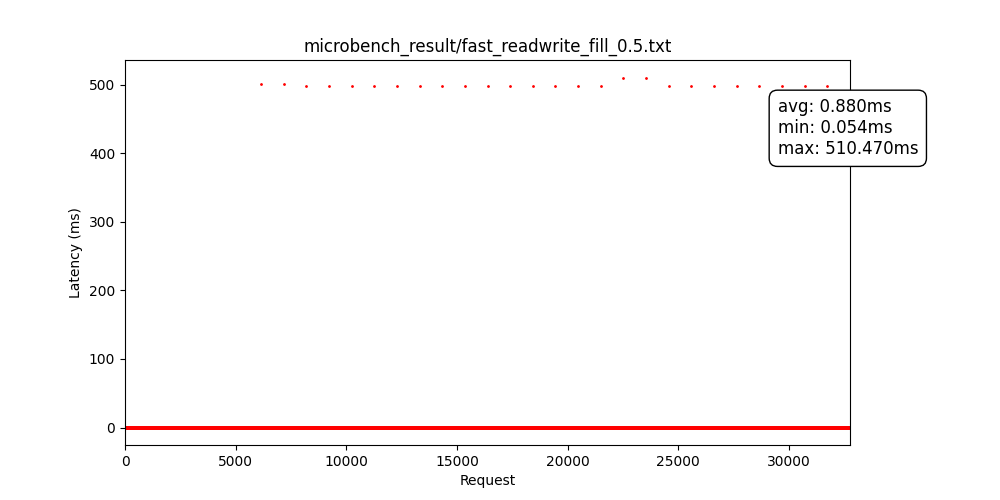 microbench_result/fast_readwrite_fill_0.5.txt
500
400
300
200
100
0
Latency (ms)
avg: 0.880ms
min: 0.054ms
max: 510.470ms
0 5000 10000 15000 20000 25000 30000
Request